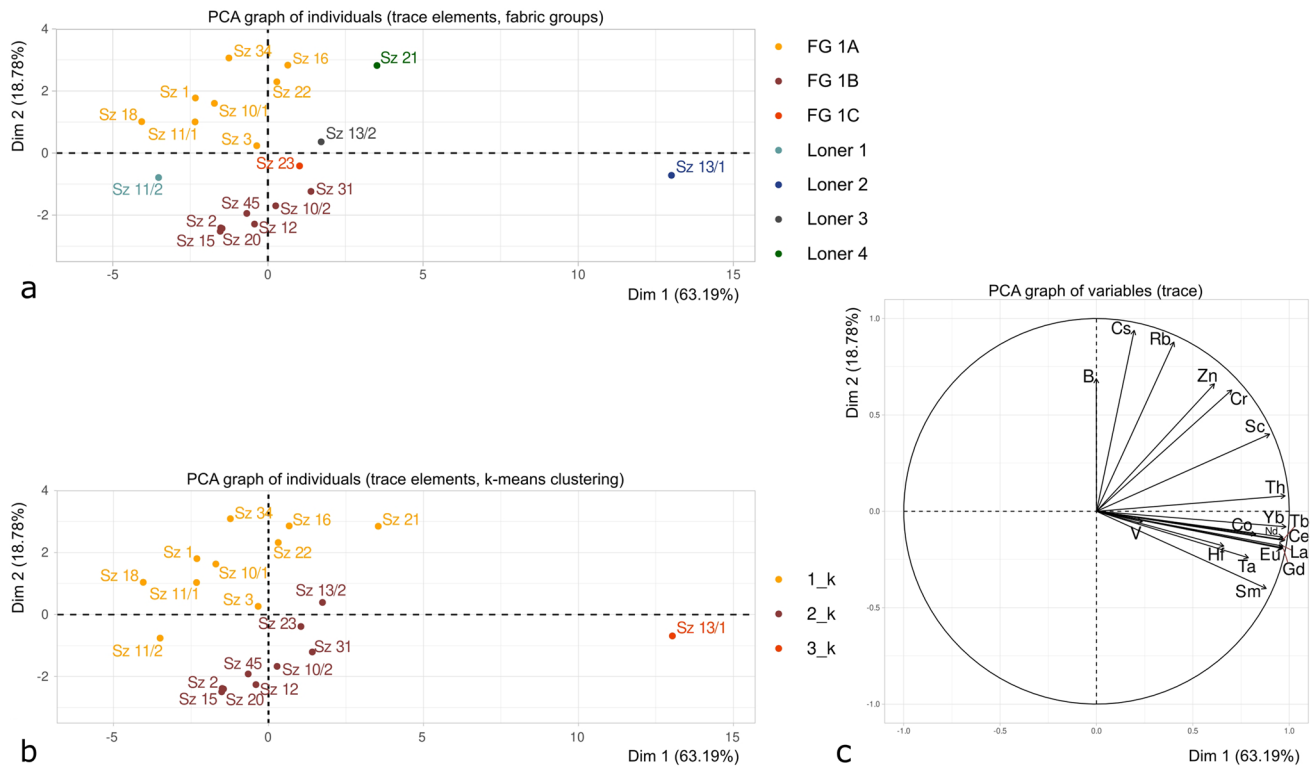 PCA graph of individuals (trace elements, fabric groups)
4
2
0
-2
Dim 2 (18.78%)
Sz 34
Sz 16
Sz 21
Sz 1
Sz 22
Sz 18
Sz 10/1
Sz 11/1
Sz 3
Sz 13/2
Sz 23
Sz 13/1
Sz 11/2
Sz 31
Sz 45
Sz 10/2
Sz 2
Sz 12
Sz 15
Sz 20
-5
0
5
10
15
Dim 1 (63.19%)
a
FG 1A
FG 1B
FG 1C
Loner 1
Loner 2
Loner 3
Loner 4
PCA graph of individuals (trace elements, k-means clustering)
4
2
0
-2
Dim 2 (18.78%)
Sz 34
Sz 16
Sz 21
Sz 1
Sz 22
Sz 18
Sz 10/1
Sz 11/1
Sz 3
Sz 13/2
Sz 23
Sz 13/1
Sz 11/2
Sz 31
Sz 45
Sz 10/2
Sz 2
Sz 12
Sz 15
Sz 20
-5
0
5
10
15
Dim 1 (63.19%)
b
1_k
2_k
3_k
PCA graph of variables (trace)
1.0
0.5
0.0
-0.5
-1.0
Dim 2 (18.78%)
Cs
Rb
B
Zn
Cr
Sc
Th
Yb
Tb
Co
Nd
Ce
V
Hf
Eu
La
Ta
Gd
Sm
-1.0
-0.5
0.0
0.5
1.0
Dim 1 (63.19%)
c